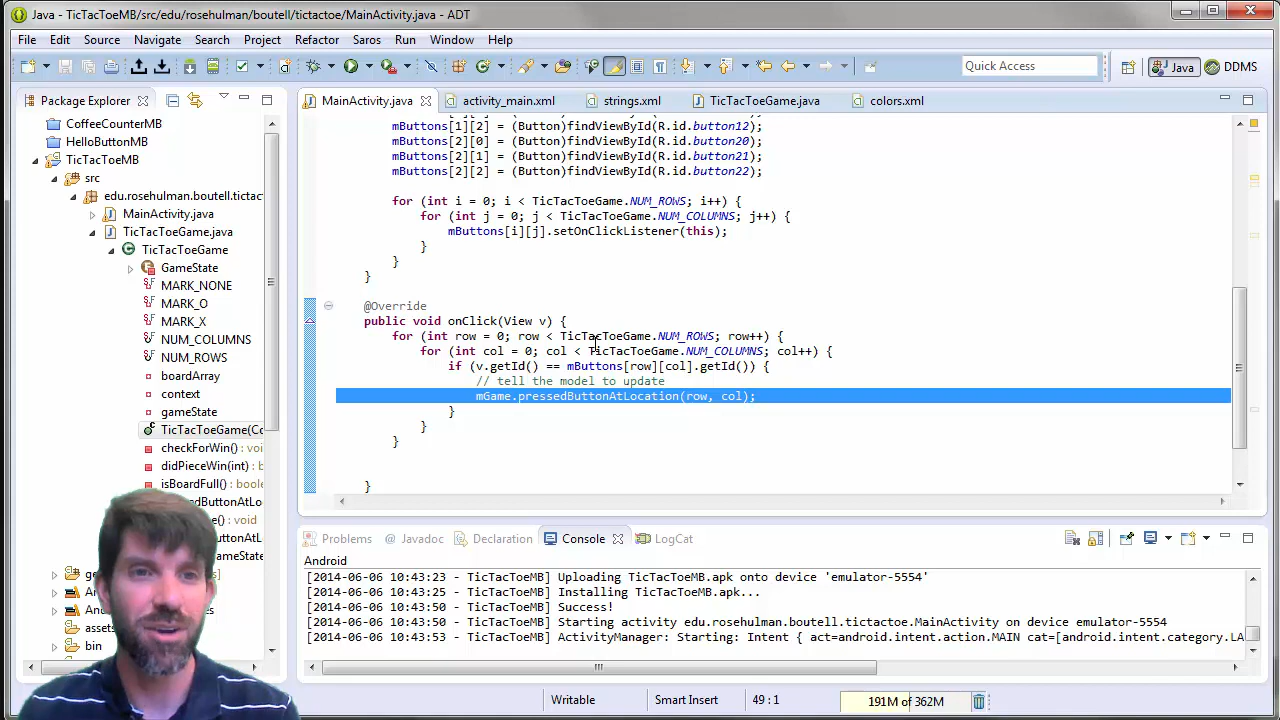 Java - TicTacToeMB/src/edu/rosehulman/boutell/tictactoe/MainActivity.java - ADT
File Edit Source Navigate Search Project Refactor Saros Run Window Help
Quick Access Java DDMS
Package Explorer
CoffeeCounterMB
HelloButtonMB
TicTacToeMB
src
edu.rosehulman.boutell.tictac
MainActivity.java
TicTacToeGame.java
TicTacToeGame
GameState
MARK_NONE
MARK_O
MARK_X
NUM_COLUMNS
NUM_ROWS
boardArray
context
gameState
TicTacToeGame(Co
checkForWin() : voi
didPieceWin(int) : b
isBoardFull() : boole
edButtonAtLo
e() : void
uttonAtL
ameState
ge
assets
bin
MainActivity.java activity_main.xml strings.xml TicTacToeGame.java colors.xml
mButtons[1][2] = (Button)findViewById(R.id.button12);
mButtons[2][0] = (Button)findViewById(R.id.button20);
mButtons[2][1] = (Button)findViewById(R.id.button21);
mButtons[2][2] = (Button)findViewById(R.id.button22);
for (int i = 0; i < TicTacToeGame.NUM_ROWS; i++) {
for (int j = 0; j < TicTacToeGame.NUM_COLUMNS; j++) {
mButtons[i][j].setOnClickListener(this);
}
}
}
@Override
public void onClick(View v) {
for (int row = 0; row < TicTacToeGame.NUM_ROWS; row++) {
for (int col = 0; col < TicTacToeGame.NUM_COLUMNS; col++) {
if (v.getId() == mButtons[row][col].getId()) {
// tell the model to update
mGame.pressedButtonAtLocation(row, col);
}
}
}
}
Problems Javadoc Declaration Console LogCat
Android
[2014-06-06 10:43:23 - TicTacToeMB] Uploading TicTacToeMB.apk onto device 'emulator-5554'
[2014-06-06 10:43:25 - TicTacToeMB] Installing TicTacToeMB.apk...
[2014-06-06 10:43:50 - TicTacToeMB] Success!
[2014-06-06 10:43:50 - TicTacToeMB] Starting activity edu.rosehulman.boutell.tictactoe.MainActivity on device emulator-5554
[2014-06-06 10:43:53 - TicTacToeMB] ActivityManager: Starting: Intent { act=android.intent.action.MAIN cat=[android.intent.category.LA
Writable Smart Insert 49 : 1 191M of 362M